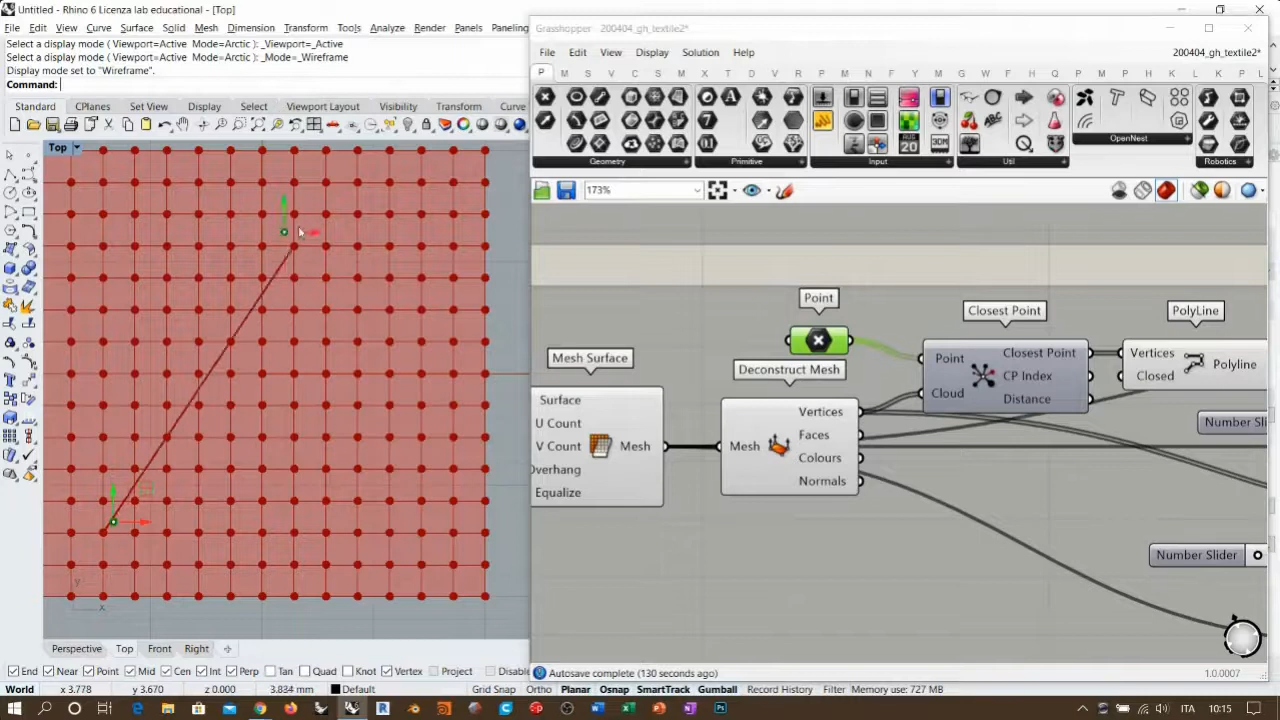 Untitled - Rhino 6 Licenza lab educational - [Top]
File Edit View Curve Surface Solid Mesh Dimension Transform Tools Analyze Render Panels Paneling
Select a display mode ( Viewport=Active Mode=Arctic ): _Viewport=_Active
Select a display mode ( Viewport=Active Mode=Arctic ): _Mode=_Wireframe
Display mode set to "Wireframe".
Command:
Standard CPlanes Set View Display Select Viewport Layout Visibility Transform Curve
Top
y
x
Perspective Top Front Right
End Near Point Mid Cen Int Perp Tan Quad Knot Vertex Project Disable
World x 3.778 y 3.670 z 0.000 3.834 mm Default Grid Snap Ortho Planar Osnap SmartTrack Gumball Record History Filter Memory use: 727 MB
Grasshopper 200404_gh_textile2*
File Edit View Display Solution Help 200404_gh_textile2*
P M S V C S M X T D V R P M N F Y M G W D F H K A B C T K L S L K P L
Geometry Primitive Input Util OpenNest Robotics
173%
Point
Closest Point
PolyLine
Mesh Surface
Deconstruct Mesh
Surface
U Count
V Count
Overhang
Equalize
Mesh
Mesh
Vertices
Faces
Colours
Normals
Point
Cloud
Closest Point
CP Index
Distance
Vertices
Closed
Polyline
Number Sli
Number Slider
Autosave complete (130 seconds ago) 1.0.0007
ITA 10:15